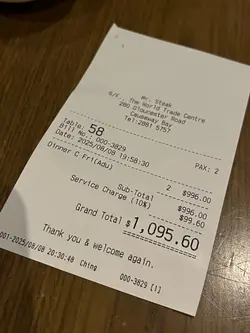 Mr. Steak
G/F., The World Trade Centre
280 Gloucester Road
Causeway Bay
Tel:2881 5757
Table: 58 PAX: 2
Bill No.: 000-3829
Date: 2025/08/08 19:58:30
Dinner C Fri(Adu) 2 $996.00
Sub-Total $996.00
Service Charge (10%) $99.60
Grand Total $1,095.60
Thank you & welcome again.
001-2025/08/08 20:30:48 Ching 000-3829 [1]